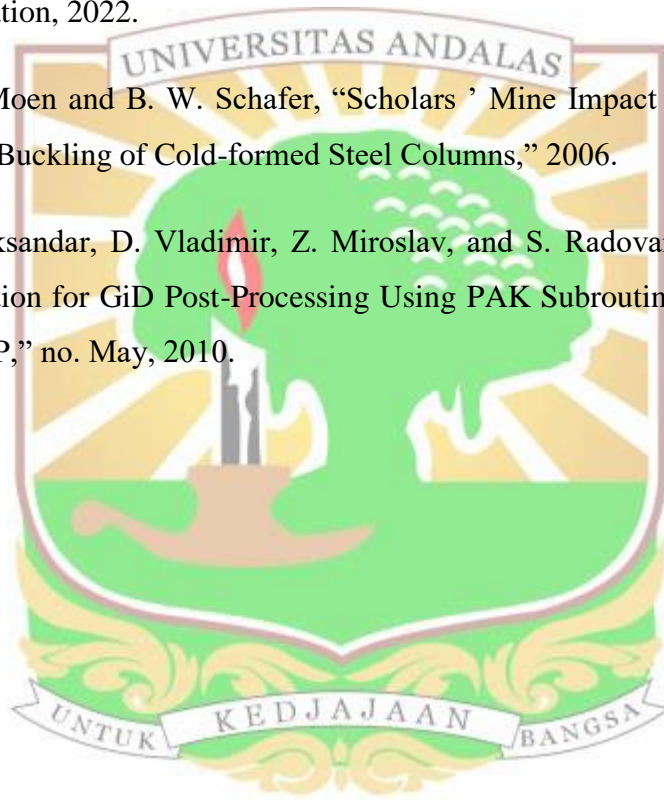 ation, 2022.
UNIVERSITAS ANDALAS
Moen and B. W. Schafer, “Scholars ’ Mine Impact
Buckling of Cold-formed Steel Columns,” 2006.
ksandar, D. Vladimir, Z. Miroslav, and S. Radovan
tion for GiD Post-Processing Using PAK Subroutin
P,” no. May, 2010.
UNTUK KEDJAJAAN BANGSA